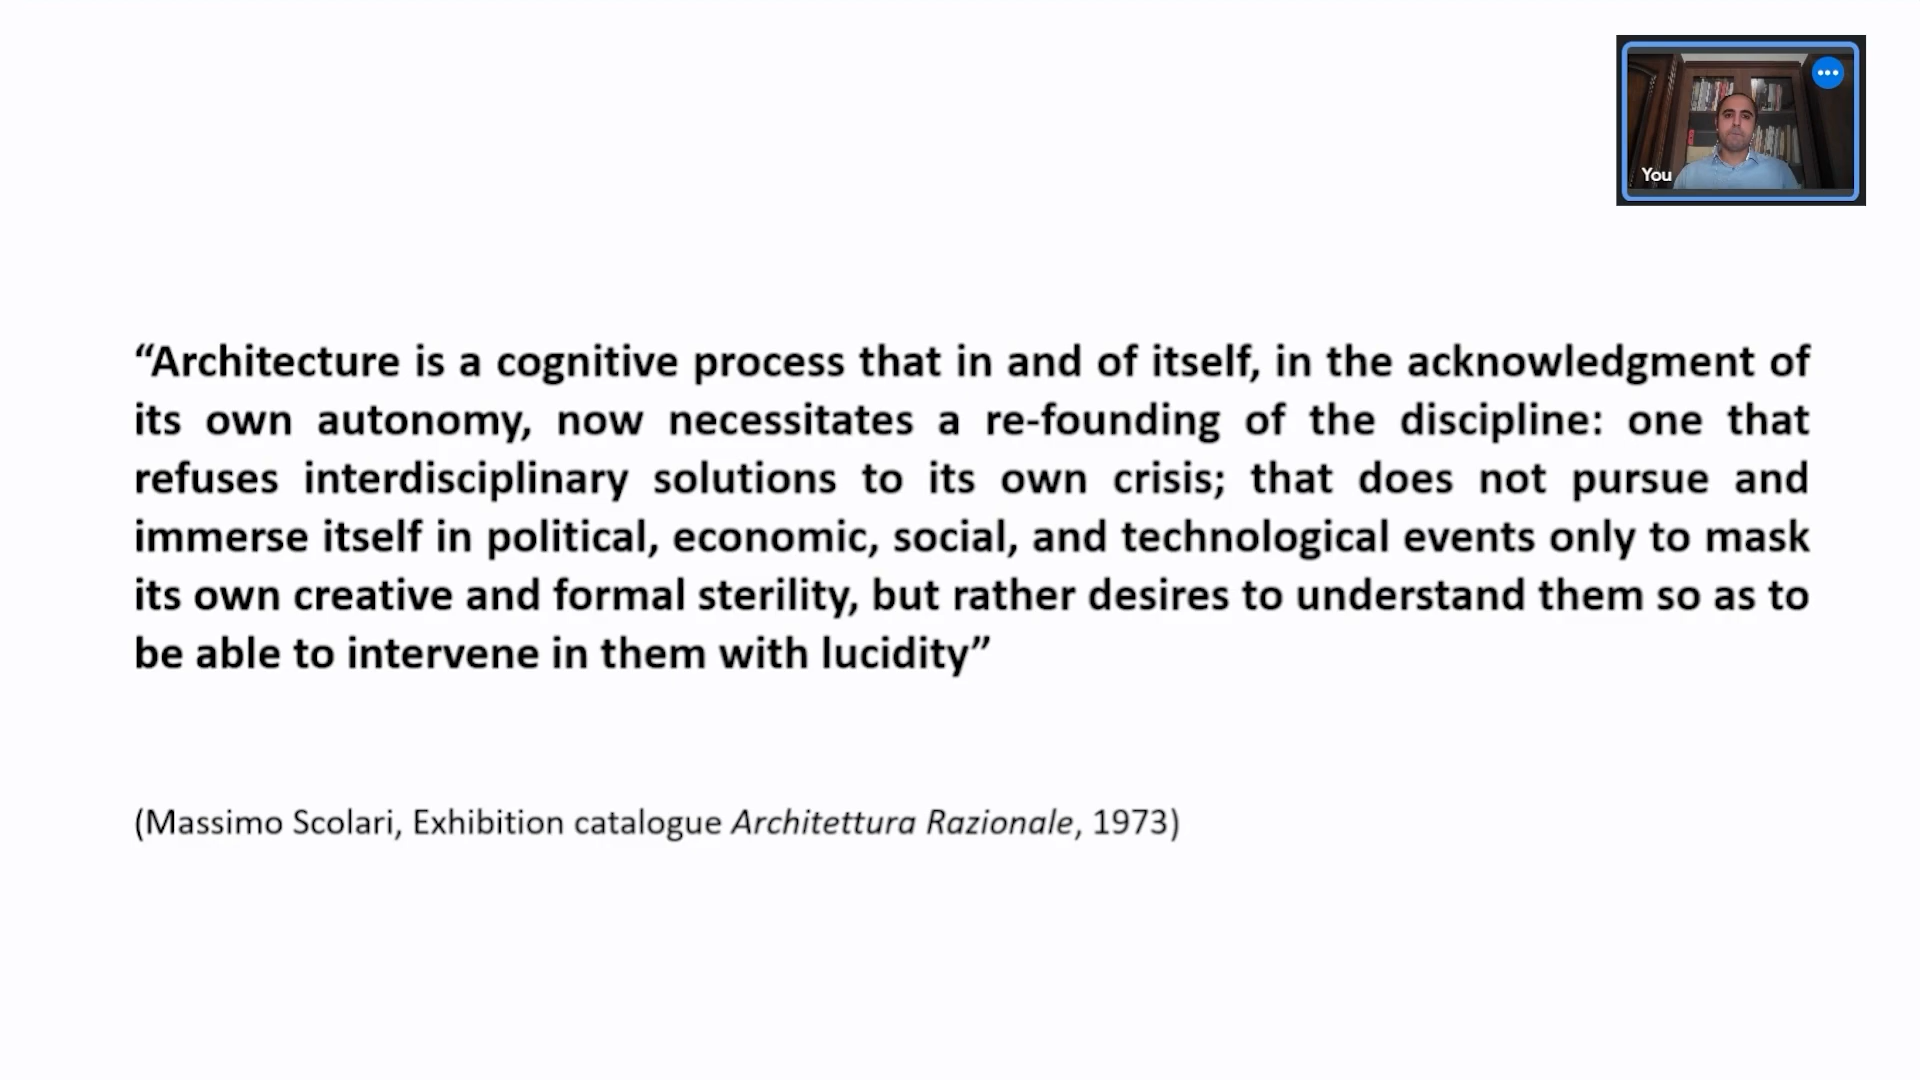 You
“Architecture is a cognitive process that in and of itself, in the acknowledgment of
its own autonomy, now necessitates a re-founding of the discipline: one that
refuses interdisciplinary solutions to its own crisis; that does not pursue and
immerse itself in political, economic, social, and technological events only to mask
its own creative and formal sterility, but rather desires to understand them so as to
be able to intervene in them with lucidity”
(Massimo Scolari, Exhibition catalogue Architettura Razionale, 1973)